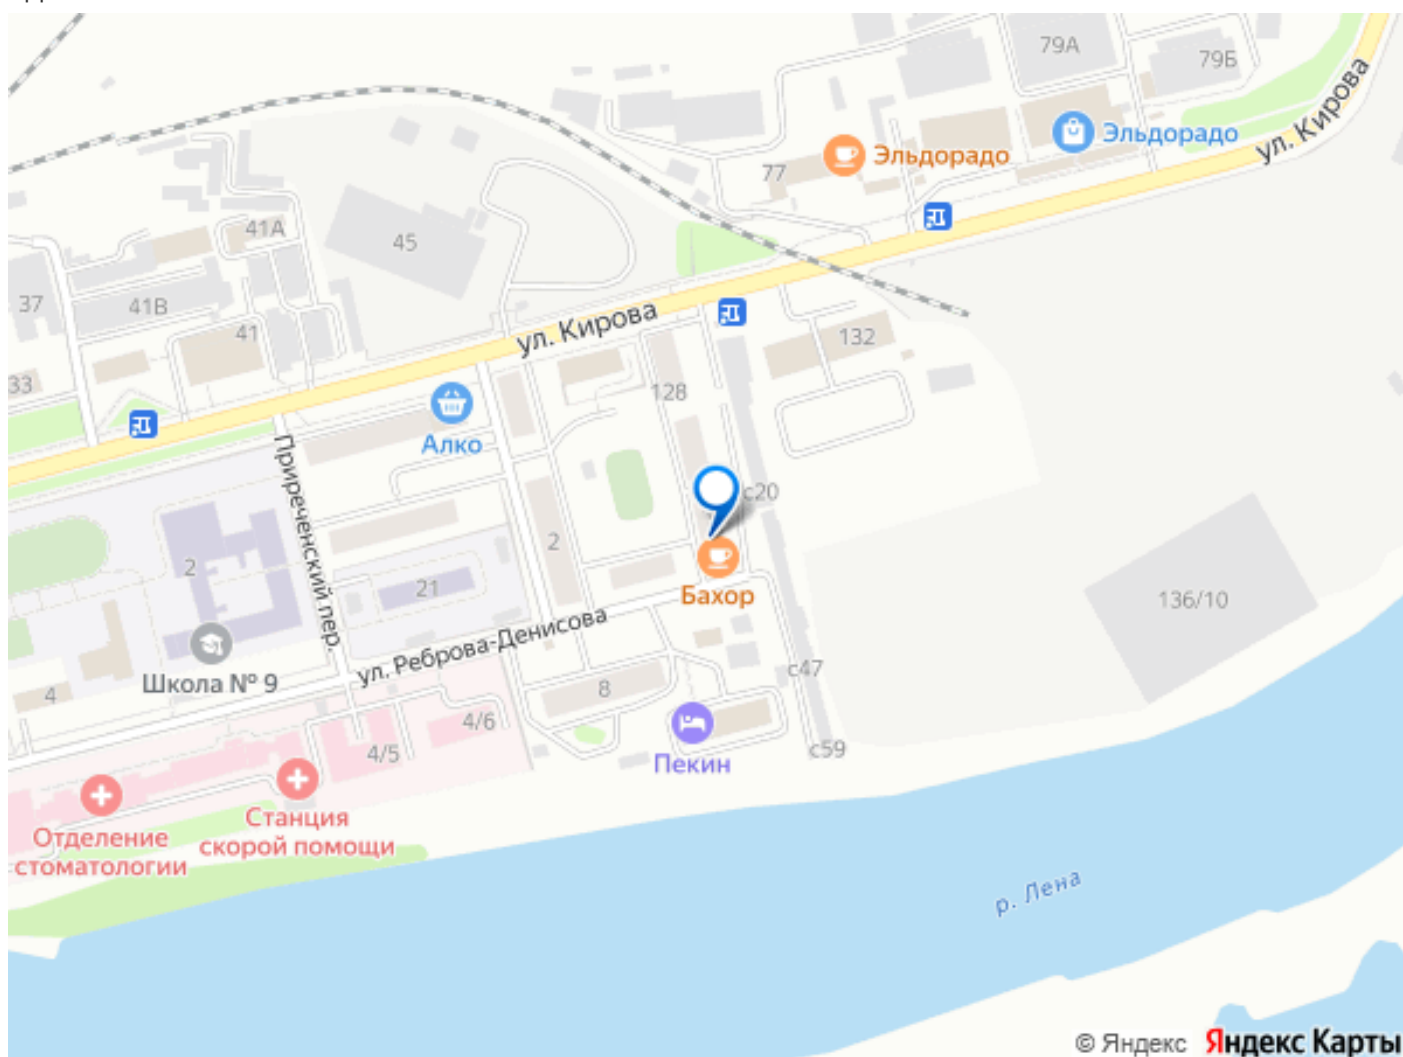 79А
79Б
ул. Кирова
Эльдорадо
Эльдорадо
77
41А
45
37
41В
41
ул. Кирова
132
33
128
Алко
Приреченский пер.
с20
2
2
21
136/10
Бахор
ул. Реброва-Денисова
Школа № 9
4
8
с47
4/6
4/5
Пекин
с59
Отделение
стоматологии
Станция
скорой помощи
р. Лена
© Яндекс Яндекс Карты